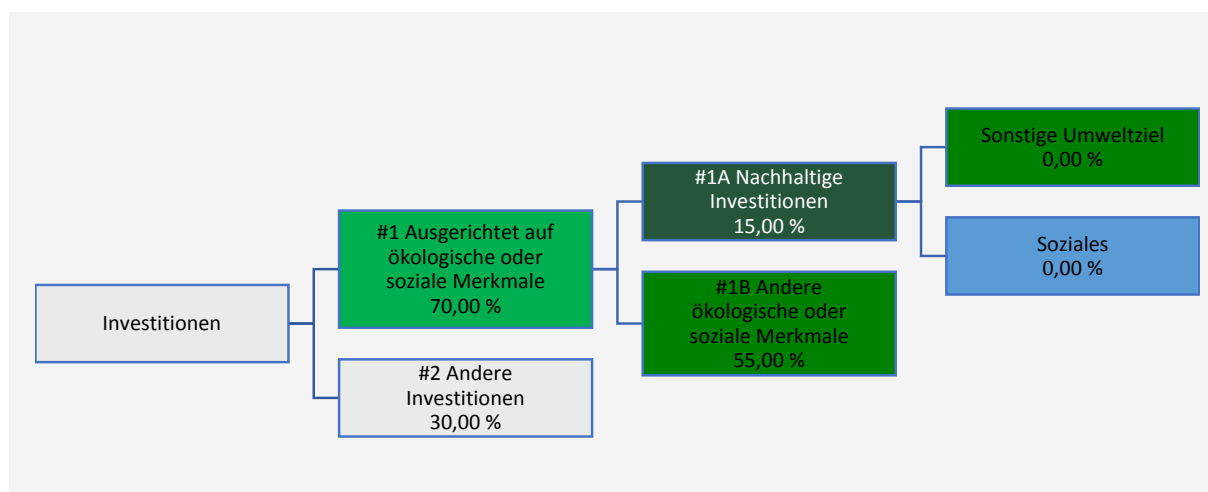 Investitionen
#1 Ausgerichtet auf
ökologische oder
soziale Merkmale
70,00 %
#2 Andere
Investitionen
30,00 %
#1A Nachhaltige
Investitionen
15,00 %
#1B Andere
ökologische oder
soziale Merkmale
55,00 %
Sonstige Umweltziel
0,00 %
Soziales
0,00 %